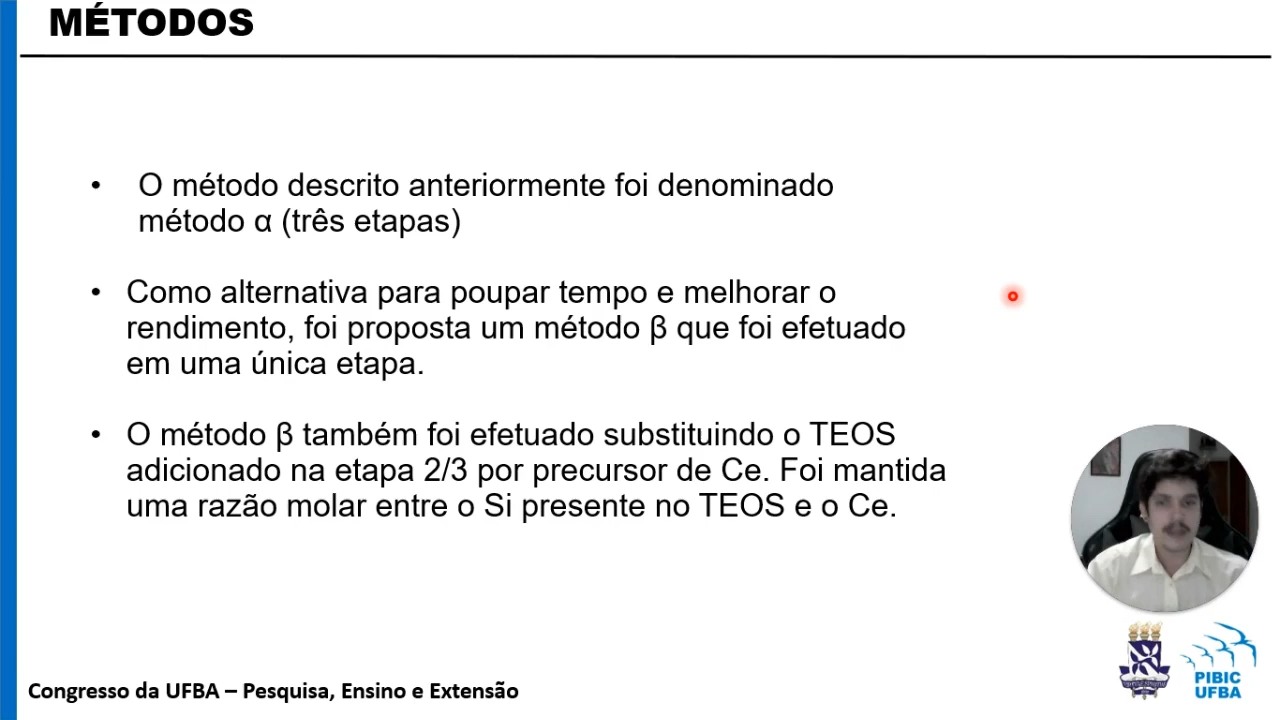 MÉTODOS
• O método descrito anteriormente foi denominado
método α (três etapas)
• Como alternativa para poupar tempo e melhorar o
rendimento, foi proposta um método β que foi efetuado
em uma única etapa.
• O método β também foi efetuado substituindo o TEOS
adicionado na etapa 2/3 por precursor de Ce. Foi mantida
uma razão molar entre o Si presente no TEOS e o Ce.
PIBIC
UFBA
Congresso da UFBA – Pesquisa, Ensino e Extensão